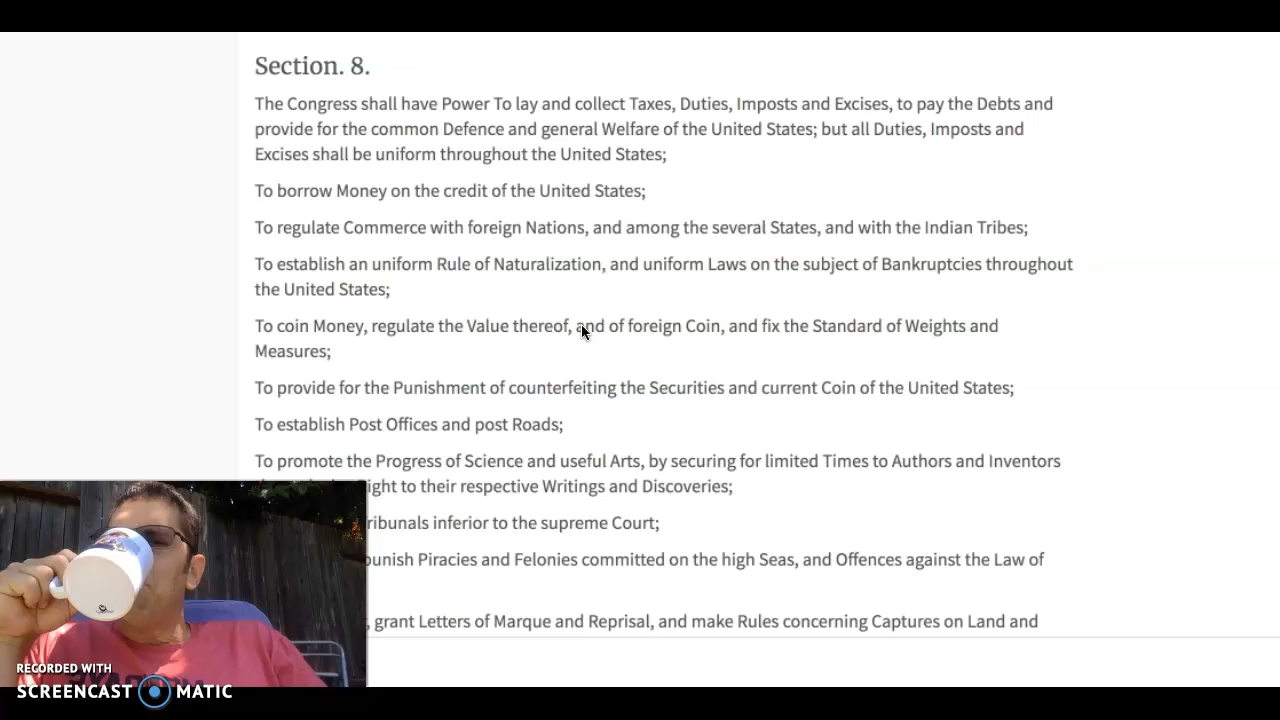 Section. 8.
The Congress shall have Power To lay and collect Taxes, Duties, Imposts and Excises, to pay the Debts and
provide for the common Defence and general Welfare of the United States; but all Duties, Imposts and
Excises shall be uniform throughout the United States;
To borrow Money on the credit of the United States;
To regulate Commerce with foreign Nations, and among the several States, and with the Indian Tribes;
To establish an uniform Rule of Naturalization, and uniform Laws on the subject of Bankruptcies throughout
the United States;
To coin Money, regulate the Value thereof, and of foreign Coin, and fix the Standard of Weights and
Measures;
To provide for the Punishment of counterfeiting the Securities and current Coin of the United States;
To establish Post Offices and post Roads;
To promote the Progress of Science and useful Arts, by securing for limited Times to Authors and Inventors
to their respective Writings and Discoveries;
inferior to the supreme Court;
Piracies and Felonies committed on the high Seas, and Offences against the Law of
grant Letters of Marque and Reprisal, and make Rules concerning Captures on Land and
RECORDED WITH
SCREENCAST MATIC